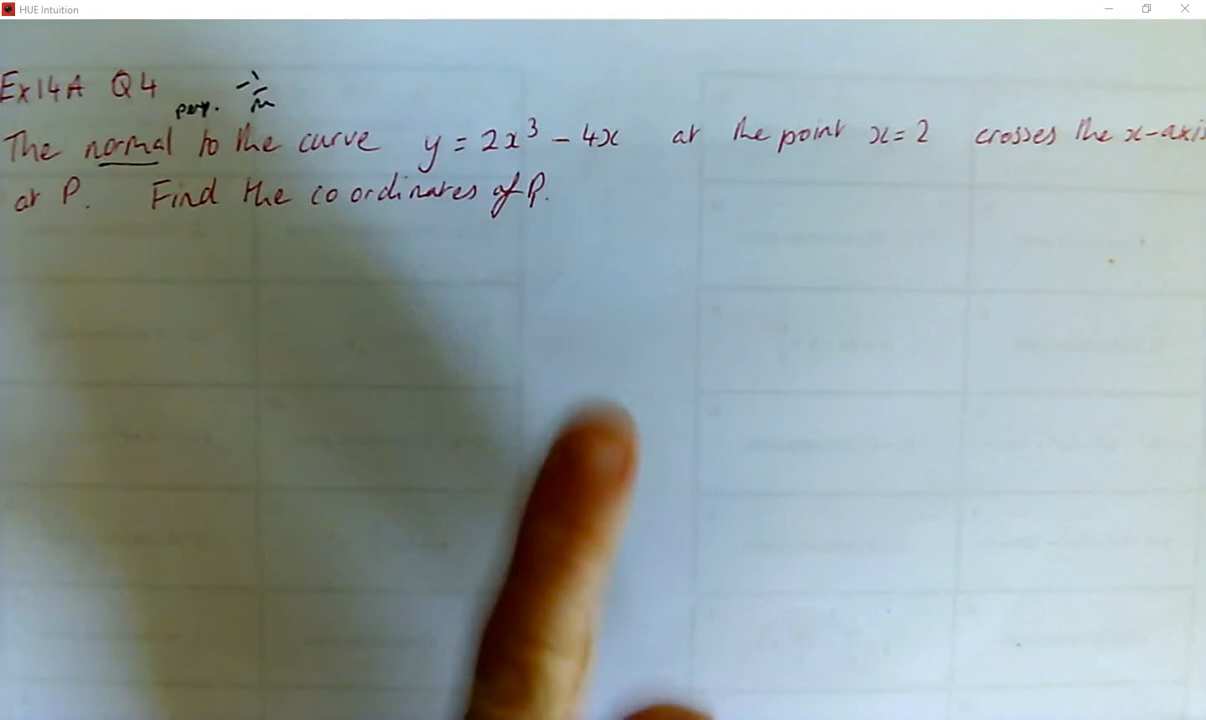 HUE Intuition
Ex14A Q4
perp. -1/m
The normal to the curve y = 2x³ - 4x at the point x = 2 crosses the x-axis
at P. Find the coordinates of P.